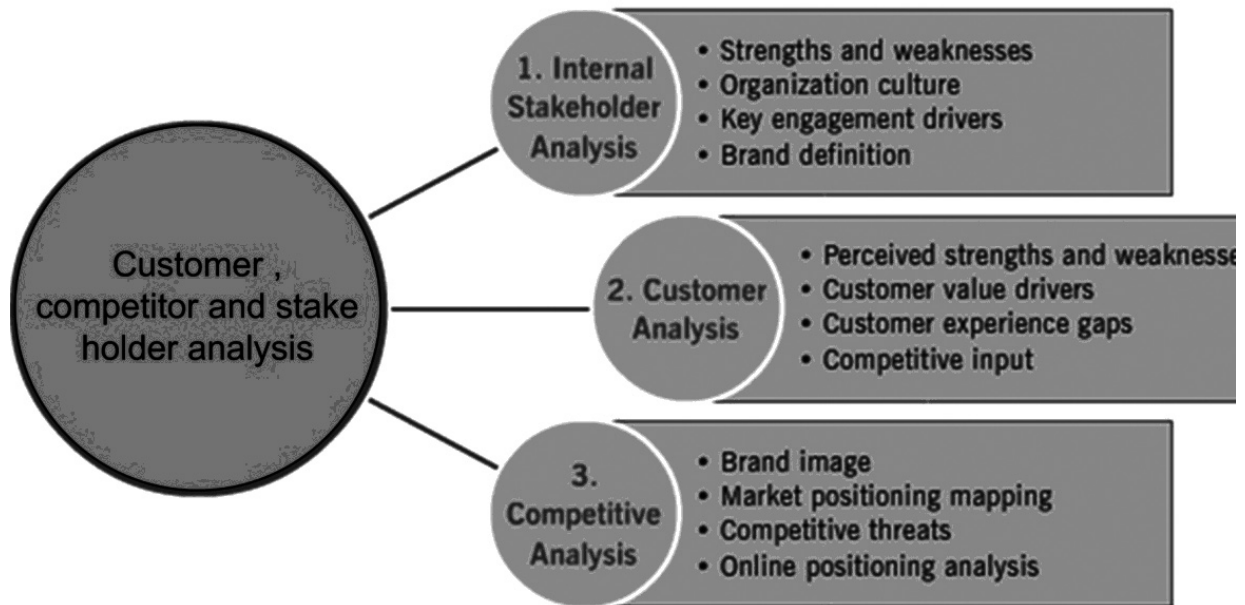 Customer ,
competitor and stake
holder analysis
1. Internal
Stakeholder
Analysis
• Strengths and weaknesses
• Organization culture
• Key engagement drivers
• Brand definition
2. Customer
Analysis
• Perceived strengths and weaknesse
• Customer value drivers
• Customer experience gaps
• Competitive input
3.
Competitive
Analysis
• Brand image
• Market positioning mapping
• Competitive threats
• Online positioning analysis